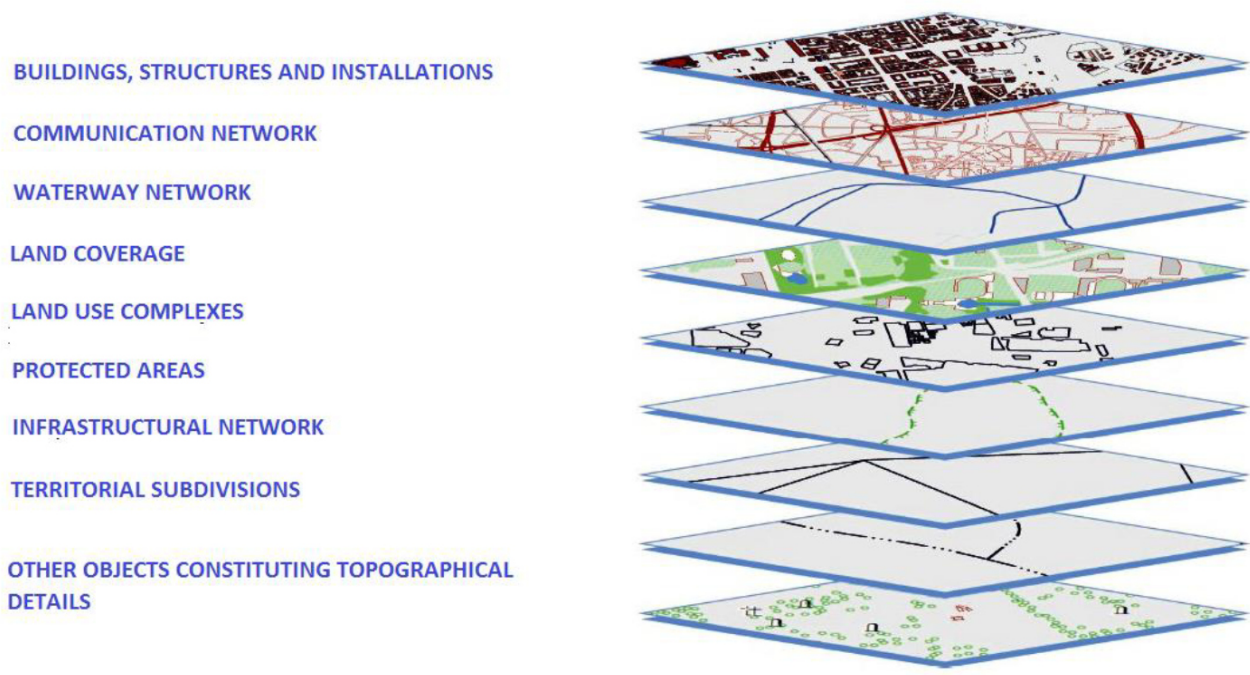 BUILDINGS, STRUCTURES AND INSTALLATIONS
COMMUNICATION NETWORK
WATERWAY NETWORK
LAND COVERAGE
LAND USE COMPLEXES
PROTECTED AREAS
INFRASTRUCTURAL NETWORK
TERRITORIAL SUBDIVISIONS
OTHER OBJECTS CONSTITUTING TOPOGRAPHICAL
DETAILS